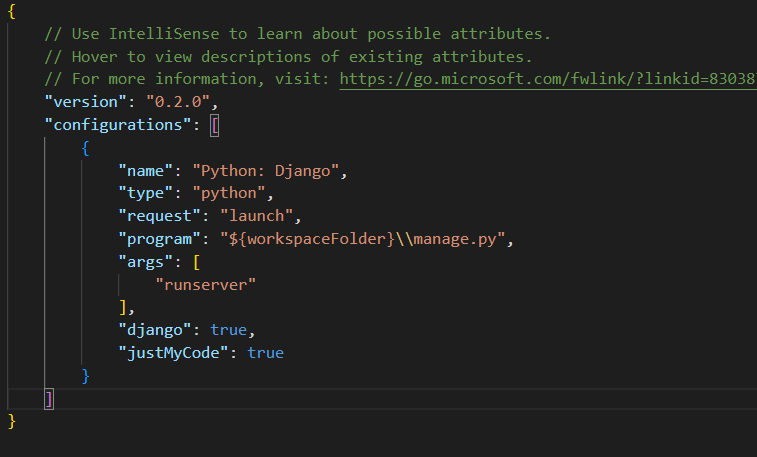 {
// Use IntelliSense to learn about possible attributes.
// Hover to view descriptions of existing attributes.
// For more information, visit: https://go.microsoft.com/fwlink/?linkid=83038
"version": "0.2.0",
"configurations": [
{
"name": "Python: Django",
"type": "python",
"request": "launch",
"program": "${workspaceFolder}\\manage.py",
"args": [
"runserver"
],
"django": true,
"justMyCode": true
}
]
}